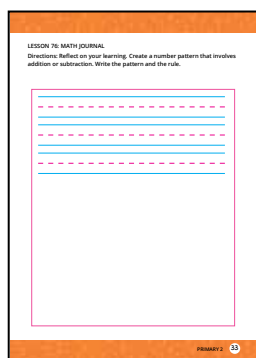 LESSON 76: MATH JOURNAL
Directions: Reflect on your learning. Create a number pattern that involves
addition or subtraction. Write the pattern and the rule.
PRIMARY 2 33